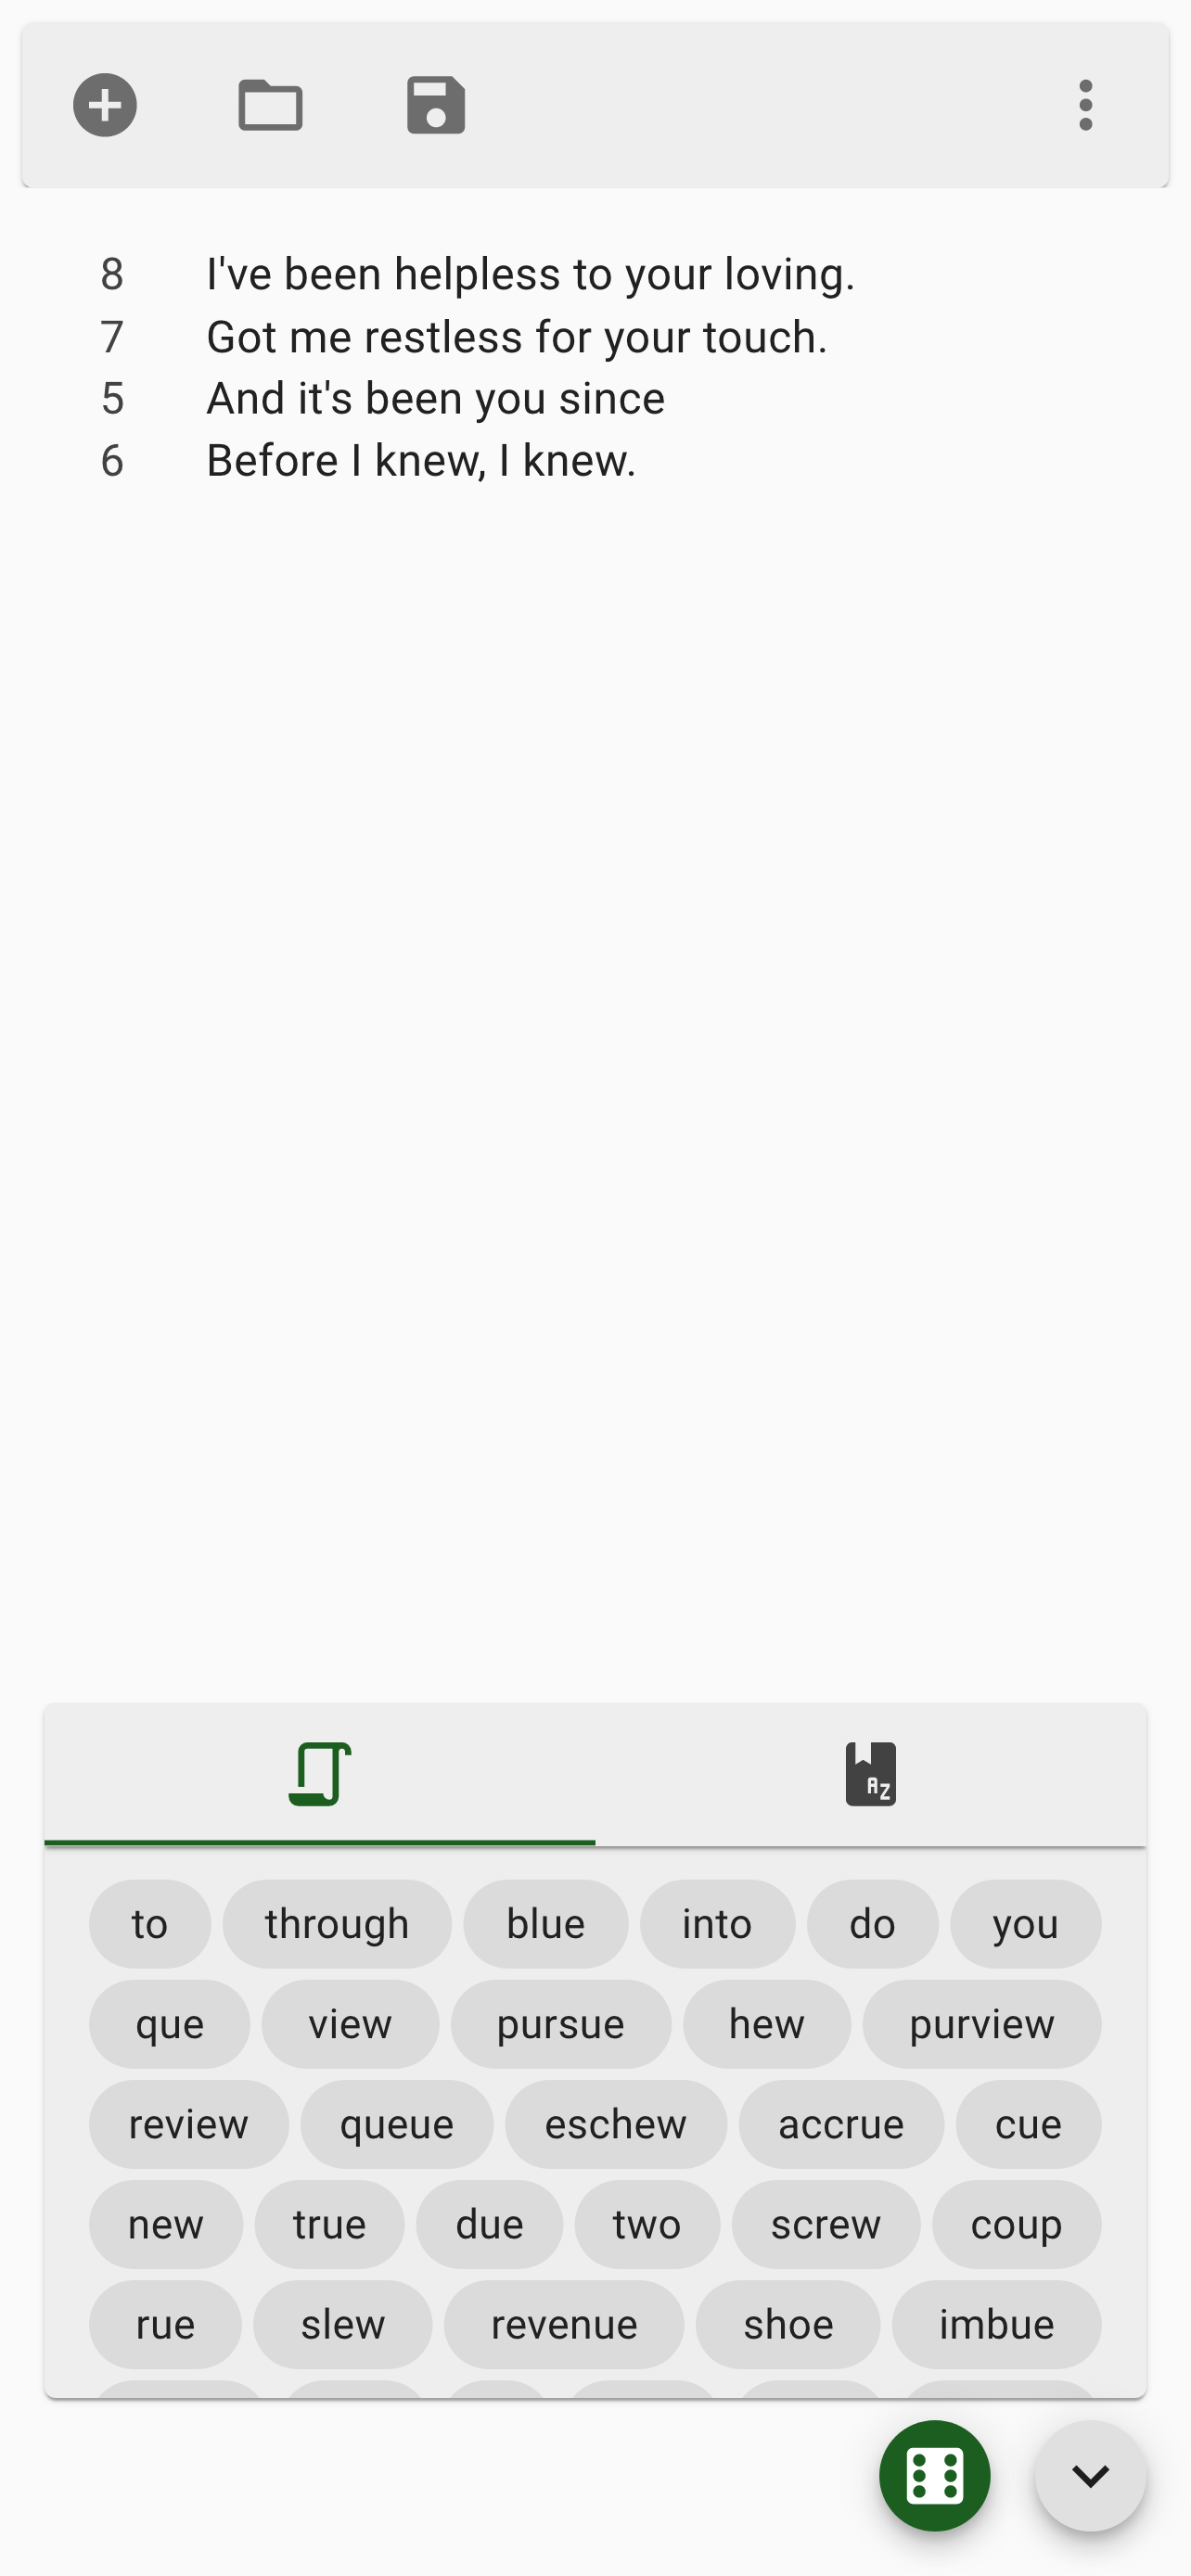 8 I've been helpless to your loving.
7 Got me restless for your touch.
5 And it's been you since
6 Before I knew, I knew.
AZ
to through blue into do you
que view pursue hew purview
review queue eschew accrue cue
new true due two screw coup
rue slew revenue shoe imbue